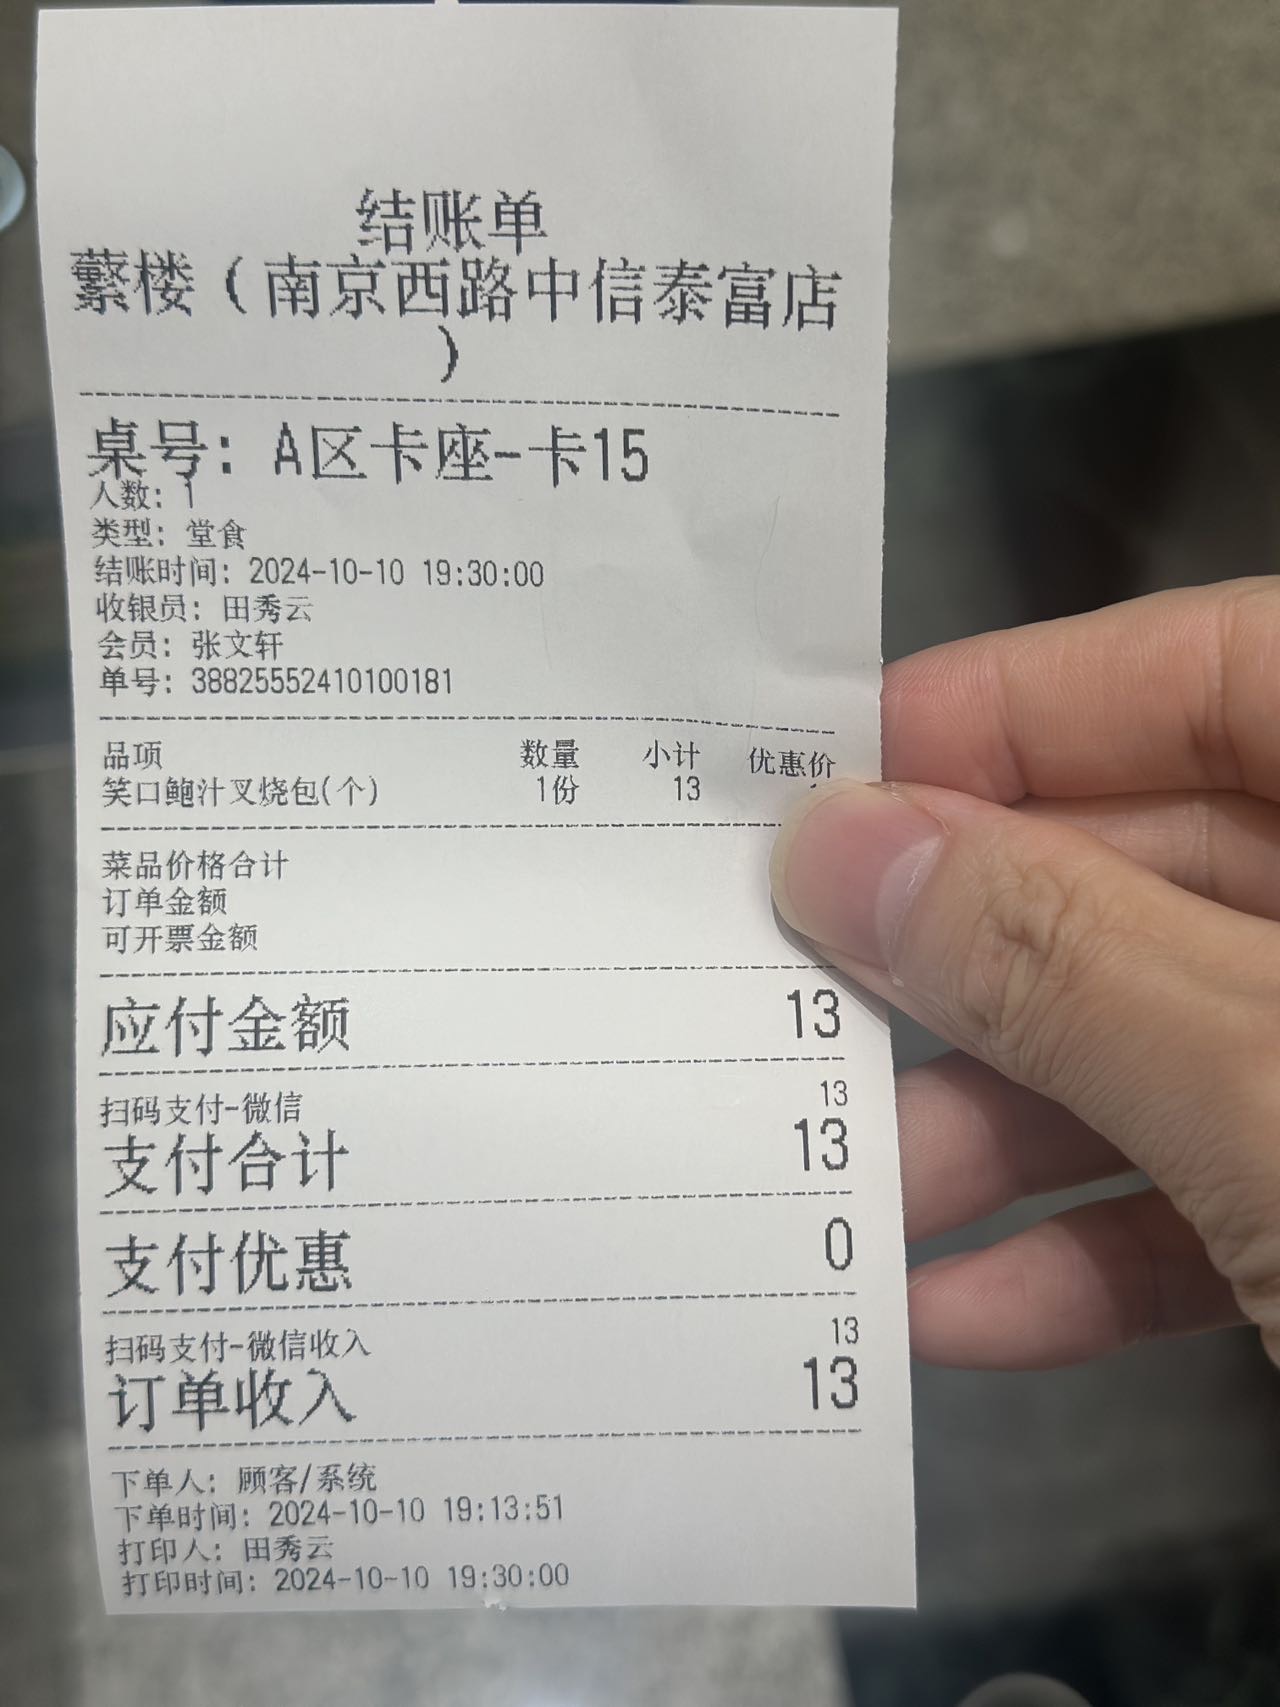 结账单
蘩楼（南京西路中信泰富店
）
桌号：A区卡座-卡15
人数：1
类型：堂食
结账时间：2024-10-10 19:30:00
收银员：田秀云
会员：张文轩
单号：38825552410100181
品项 数量 小计 优惠价
笑口鲍汁叉烧包(个) 1份 13
菜品价格合计
订单金额
可开票金额
应付金额 13
扫码支付-微信 13
支付合计 13
支付优惠 0
扫码支付-微信收入 13
订单收入 13
下单人：顾客/系统
下单时间：2024-10-10 19:13:51
打印人：田秀云
打印时间：2024-10-10 19:30:00